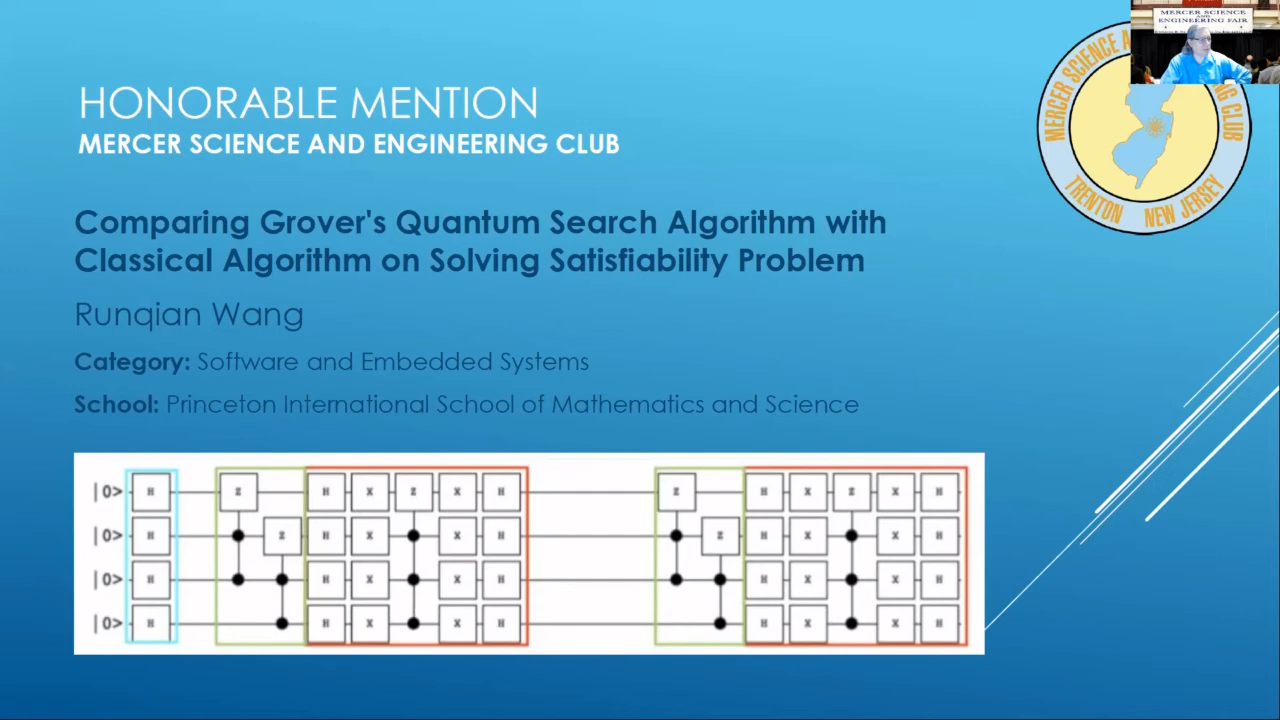 HONORABLE MENTION
MERCER SCIENCE AND ENGINEERING CLUB
Comparing Grover's Quantum Search Algorithm with
Classical Algorithm on Solving Satisfiability Problem
Runqian Wang
Category: Software and Embedded Systems
School: Princeton International School of Mathematics and Science
MERCER SCIENCE
AND
ENGINEERING FAIR
MERCER SCIENCE A NG CLUB
TRENTON NEW JERSEY
|0> H Z H X Z X H Z H X Z X H
|0> H Z H X X H Z H X X H
|0> H H X X H H X X H
|0> H H X X H H X X H